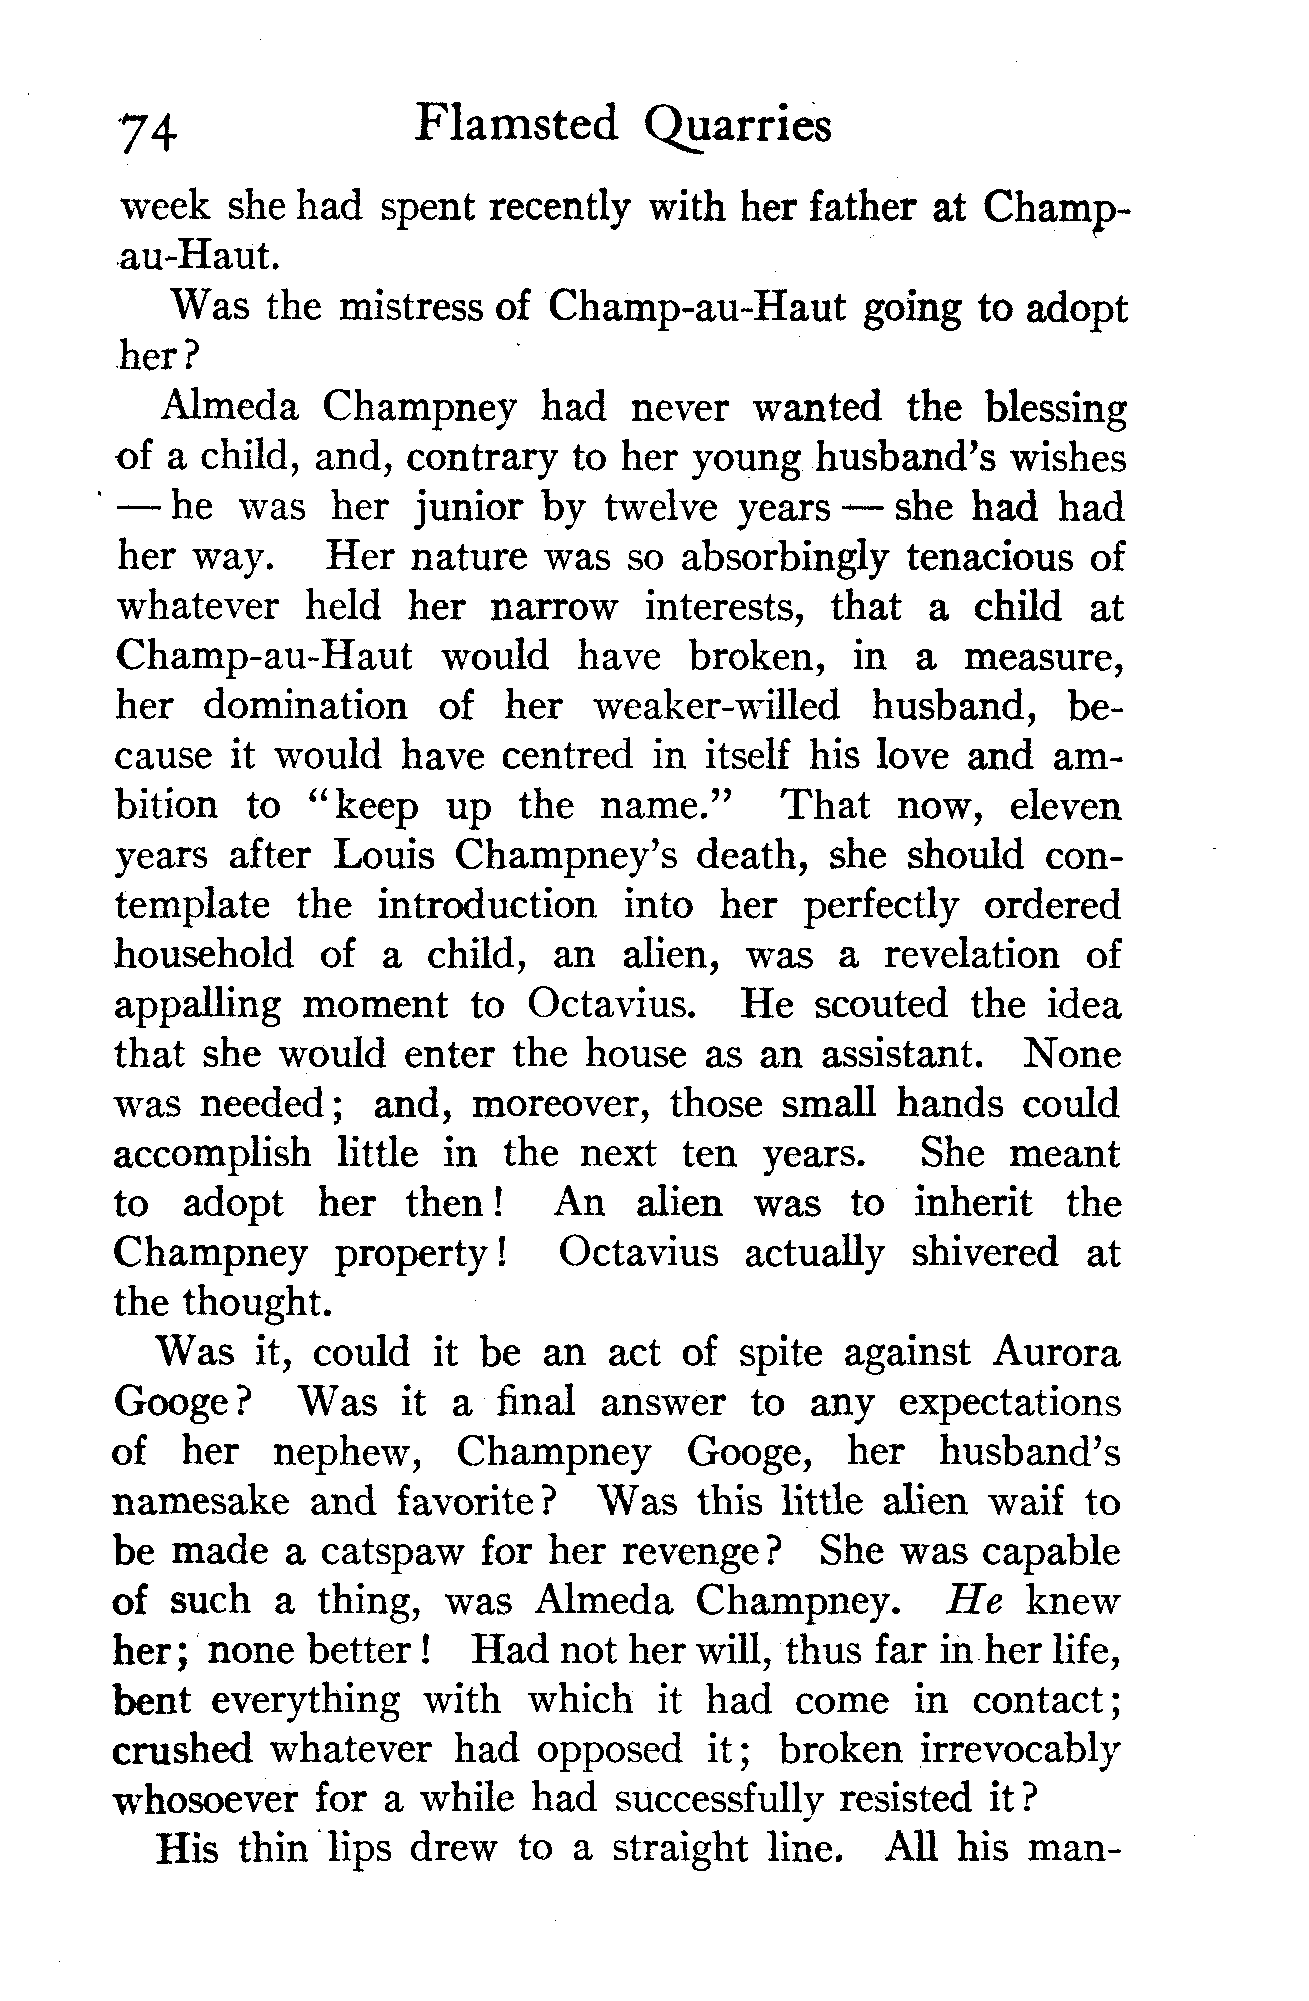 74 Flamsted Quarries
week she had spent recently with her father at Champ-
au-Haut.
Was the mistress of Champ-au-Haut going to adopt
her?
Almeda Champney had never wanted the blessing
of a child, and, contrary to her young husband's wishes
— he was her junior by twelve years — she had had
her way. Her nature was so absorbingly tenacious of
whatever held her narrow interests, that a child at
Champ-au-Haut would have broken, in a measure,
her domination of her weaker-willed husband, be-
cause it would have centred in itself his love and am-
bition to "keep up the name." That now, eleven
years after Louis Champney's death, she should con-
template the introduction into her perfectly ordered
household of a child, an alien, was a revelation of
appalling moment to Octavius. He scouted the idea
that she would enter the house as an assistant. None
was needed; and, moreover, those small hands could
accomplish little in the next ten years. She meant
to adopt her then! An alien was to inherit the
Champney property! Octavius actually shivered at
the thought.
Was it, could it be an act of spite against Aurora
Googe? Was it a final answer to any expectations
of her nephew, Champney Googe, her husband's
namesake and favorite? Was this little alien waif to
be made a catspaw for her revenge? She was capable
of such a thing, was Almeda Champney. He knew
her; none better! Had not her will, thus far in her life,
bent everything with which it had come in contact;
crushed whatever had opposed it; broken irrevocably
whosoever for a while had successfully resisted it?
His thin lips drew to a straight line. All his man-